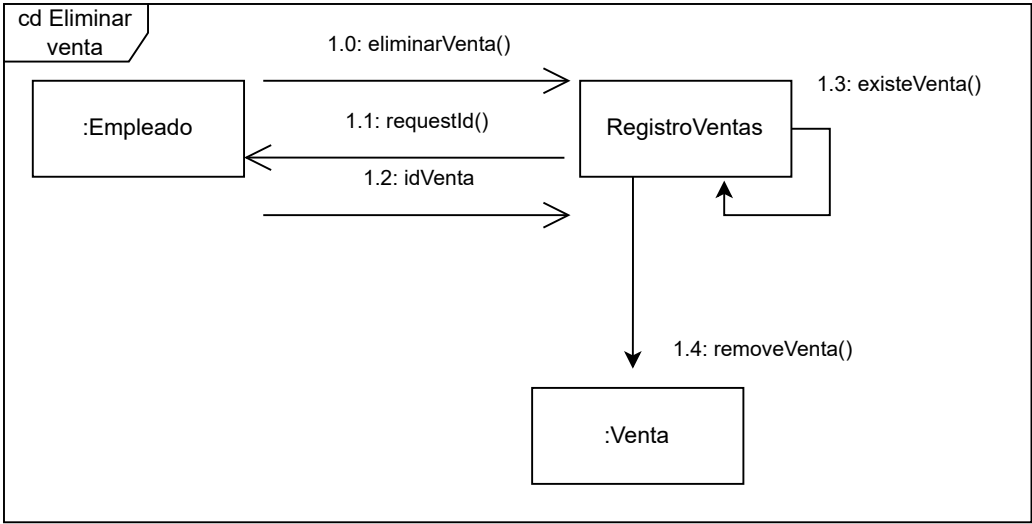 cd Eliminar
venta
1.0: eliminarVenta()
1.3: existeVenta()
:Empleado
1.1: requestId()
RegistroVentas
1.2: idVenta
1.4: removeVenta()
:Venta